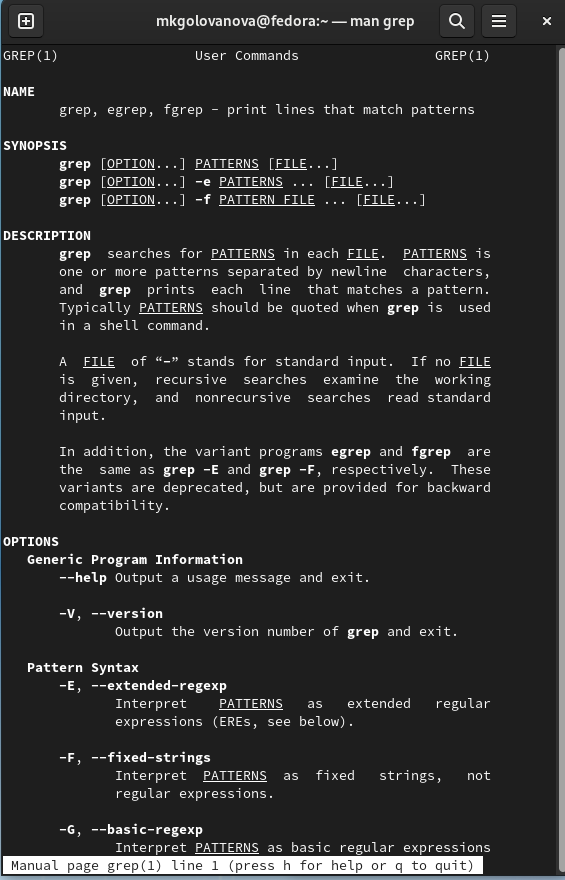 mkgolovanova@fedora:~ — man grep
GREP(1) User Commands GREP(1)
NAME
grep, egrep, fgrep - print lines that match patterns
SYNOPSIS
grep [OPTION...] PATTERNS [FILE...]
grep [OPTION...] -e PATTERNS ... [FILE...]
grep [OPTION...] -f PATTERN_FILE ... [FILE...]
DESCRIPTION
grep searches for PATTERNS in each FILE. PATTERNS is
one or more patterns separated by newline characters,
and grep prints each line that matches a pattern.
Typically PATTERNS should be quoted when grep is used
in a shell command.
A FILE of “-” stands for standard input. If no FILE
is given, recursive searches examine the working
directory, and nonrecursive searches read standard
input.
In addition, the variant programs egrep and fgrep are
the same as grep -E and grep -F, respectively. These
variants are deprecated, but are provided for backward
compatibility.
OPTIONS
Generic Program Information
--help Output a usage message and exit.
-V, --version
Output the version number of grep and exit.
Pattern Syntax
-E, --extended-regexp
Interpret PATTERNS as extended regular
expressions (EREs, see below).
-F, --fixed-strings
Interpret PATTERNS as fixed strings, not
regular expressions.
-G, --basic-regexp
Interpret PATTERNS as basic regular expressions
Manual page grep(1) line 1 (press h for help or q to quit)